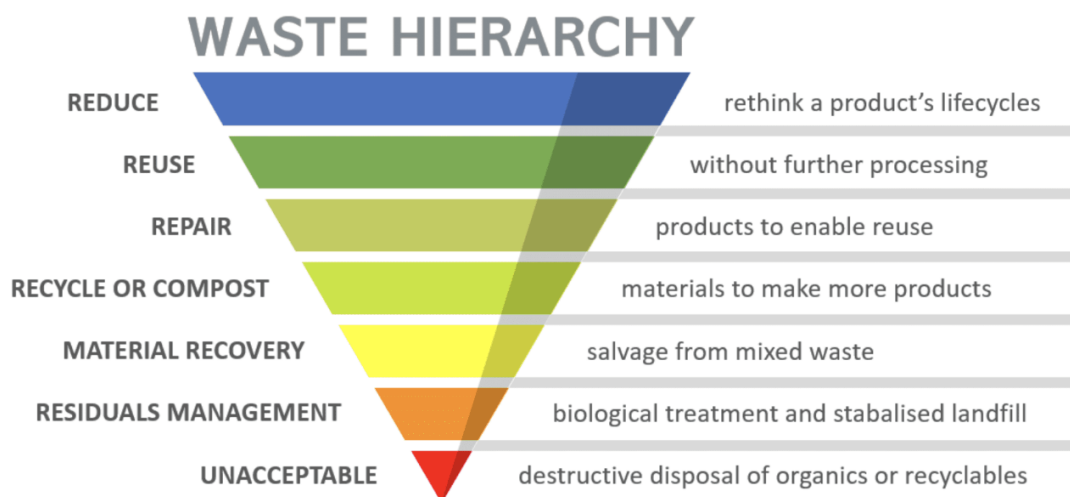 WASTE HIERARCHY
REDUCE rethink a product’s lifecycles
REUSE without further processing
REPAIR products to enable reuse
RECYCLE OR COMPOST materials to make more products
MATERIAL RECOVERY salvage from mixed waste
RESIDUALS MANAGEMENT biological treatment and stabalised landfill
UNACCEPTABLE destructive disposal of organics or recyclables